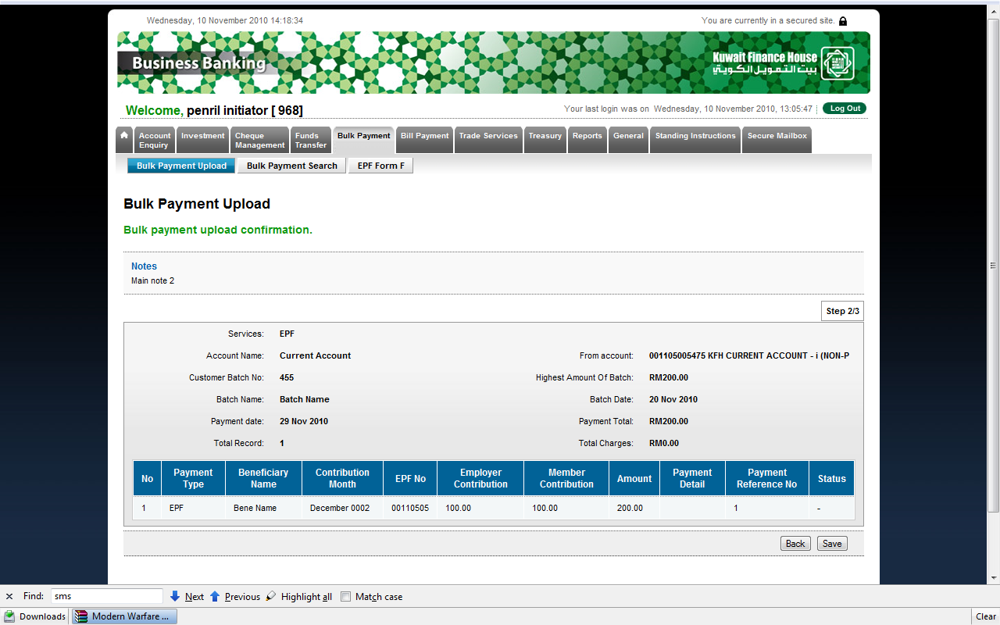 Wednesday, 10 November 2010 14:18:34
You are currently in a secured site.
Business Banking
Kuwait Finance House
بيت التمويل الكويتي
Welcome, penril initiator [ 968]
Your last login was on Wednesday, 10 November 2010, 13:05:47
Log Out
Account Enquiry
Investment
Cheque Management
Funds Transfer
Bulk Payment
Bill Payment
Trade Services
Treasury
Reports
General
Standing Instructions
Secure Mailbox
Bulk Payment Upload
Bulk Payment Search
EPF Form F
Bulk Payment Upload
Bulk payment upload confirmation.
Notes
Main note 2
Step 2/3
Services: EPF
Account Name: Current Account
From account: 001105005475 KFH CURRENT ACCOUNT - i (NON-P
Customer Batch No: 455
Highest Amount Of Batch: RM200.00
Batch Name: Batch Name
Batch Date: 20 Nov 2010
Payment date: 29 Nov 2010
Payment Total: RM200.00
Total Record: 1
Total Charges: RM0.00
No
Payment Type
Beneficiary Name
Contribution Month
EPF No
Employer Contribution
Member Contribution
Amount
Payment Detail
Payment Reference No
Status
1 EPF Bene Name December 0002 00110505 100.00 100.00 200.00 1 -
Back
Save
Find: sms
Next
Previous
Highlight all
Match case
Downloads
Modern Warfare ...
Clear